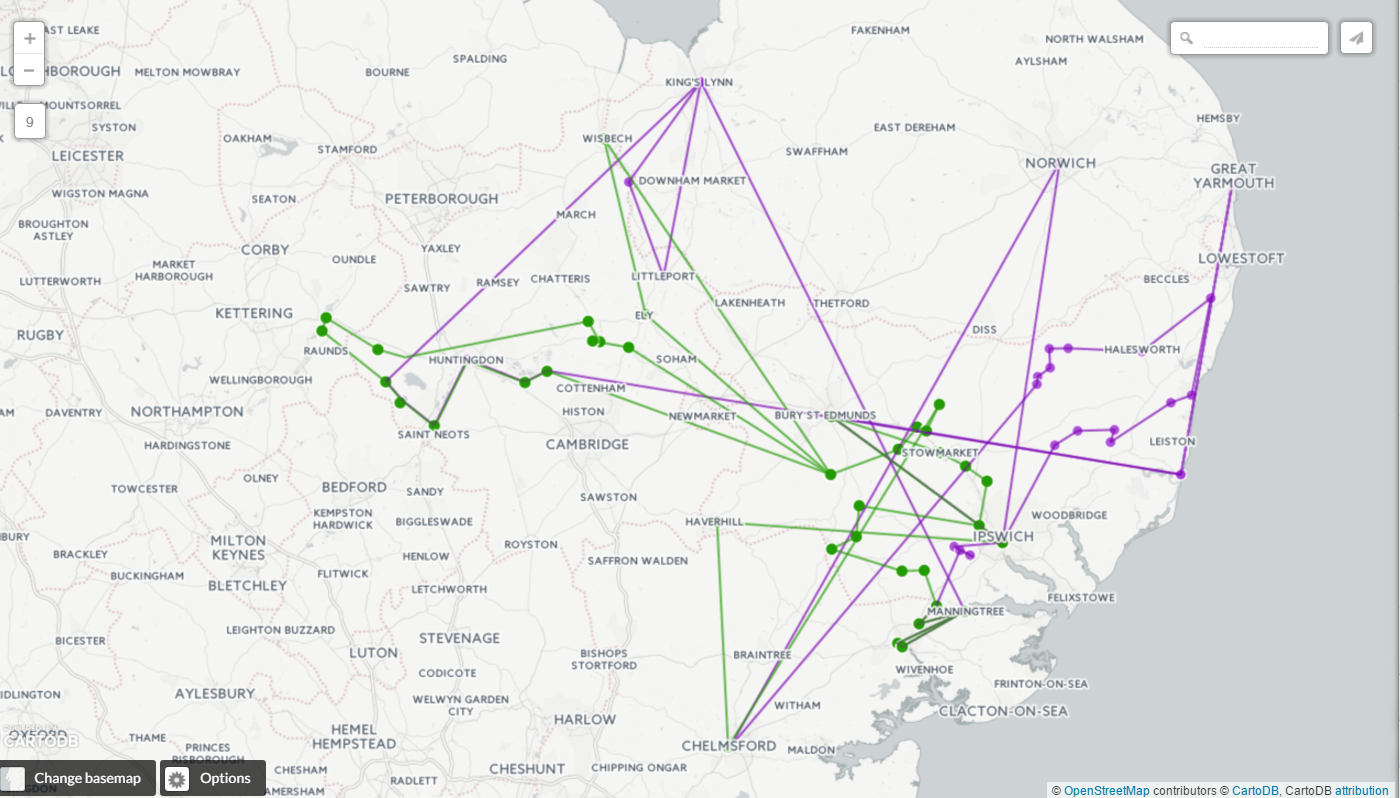 +
−
9
AST LEAKE
MELTON MOWBRAY
BOURNE
SPALDING
KING'S LYNN
FAKENHAM
NORTH WALSHAM
AYLSHAM
MOUNTSORREL
SYSTON
OAKHAM
STAMFORD
WISBECH
EAST DEREHAM
HEMSBY
LEICESTER
SWAFFHAM
NORWICH
GREAT
YARMOUTH
WIGSTON MAGNA
SEATON
PETERBOROUGH
DOWNHAM MARKET
BROUGHTON
ASTLEY
MARCH
CORBY
OUNDLE
YAXLEY
LOWESTOFT
LUTTERWORTH
MARKET
HARBOROUGH
SAWTRY
RAMSEY
CHATTERIS
LITTLEPORT
BECCLES
KETTERING
ELY
LAKENHEATH
THETFORD
RUGBY
RAUNDS
HUNTINGDON
SOHAM
DISS
HALESWORTH
WELLINGBOROUGH
COTTENHAM
DAVENTRY
NORTHAMPTON
HISTON
NEWMARKET
BURY ST EDMUNDS
HARDINGSTONE
SAINT NEOTS
CAMBRIDGE
STOWMARKET
LEISTON
TOWCESTER
OLNEY
BEDFORD
SANDY
SAWSTON
KEMPSTON
HARDWICK
BIGGLESWADE
HAVERHILL
WOODBRIDGE
BRACKLEY
MILTON
KEYNES
HENLOW
ROYSTON
SAFFRON WALDEN
IPSWICH
BUCKINGHAM
BLETCHLEY
FLITWICK
LETCHWORTH
FELIXSTOWE
BICESTER
LEIGHTON BUZZARD
STEVENAGE
MANNINGTREE
LUTON
CODICOTE
BISHOPS
STORTFORD
BRAINTREE
WIVENHOE
FRINTON-ON-SEA
AYLESBURY
WELWYN GARDEN
CITY
HARLOW
WITHAM
CLACTON-ON-SEA
OXFORD
CARTODB
THAME
PRINCES
RISBOROUGH
HEMEL
HEMPSTEAD
CHELMSFORD
MALDON
CHESHAM
RADLETT
CHESHUNT
CHIPPING ONGAR
AMERSHAM
Change basemap
Options
© OpenStreetMap contributors © CartoDB, CartoDB attribution